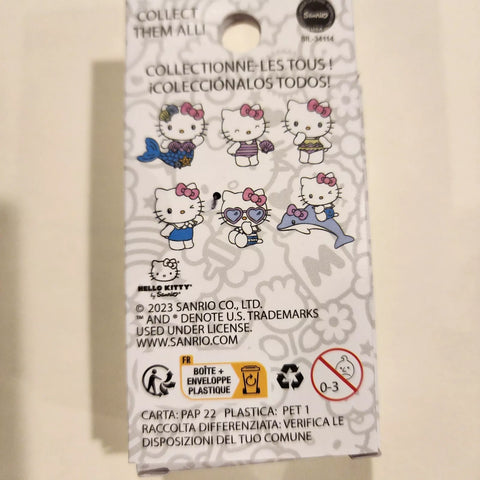 COLLECT
THEM ALL!
Sanrio
COLLECTIONNE-LES TOUS !
¡COLECCIÓNALOS TODOS!
HELLO KITTY
by SANRIO
© 2023 SANRIO CO., LTD.
™ AND ® DENOTE U.S. TRADEMARKS
USED UNDER LICENSE.
WWW.SANRIO.COM
FR
BOÎTE +
ENVELOPPE
PLASTIQUE
0-3
CARTA: PAP 22 PLASTICA: PET 1
RACCOLTA DIFFERENZIATA: VERIFICA LE
DISPOSIZIONI DEL TUO COMUNE